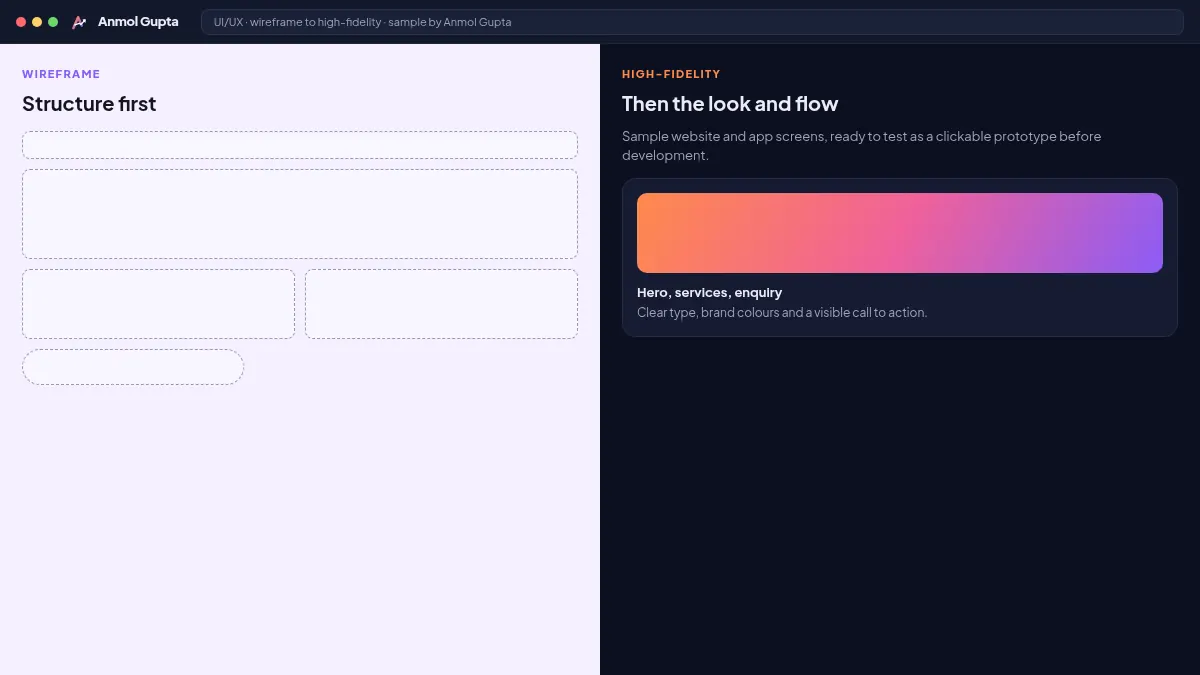 Anmol Gupta
UI/UX · wireframe to high-fidelity · sample by Anmol Gupta
WIREFRAME
Structure first
HIGH-FIDELITY
Then the look and flow
Sample website and app screens, ready to test as a clickable prototype before
development.
Hero, services, enquiry
Clear type, brand colours and a visible call to action.